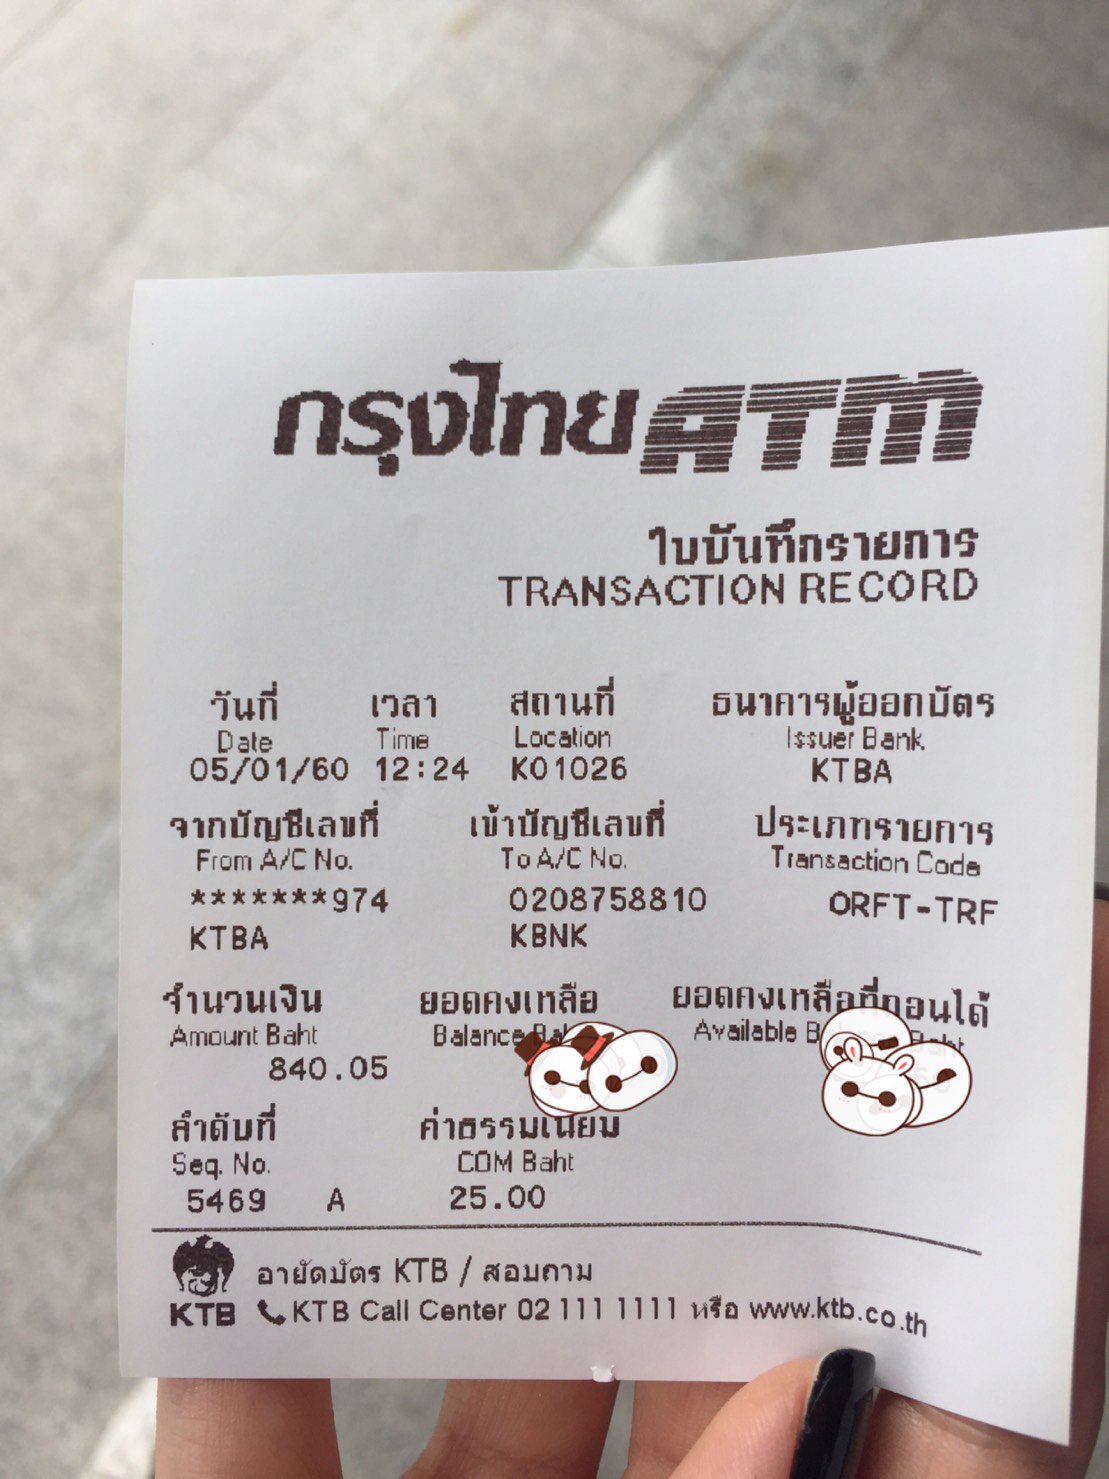 กรุงไทย ATM
ใบบันทึกรายการ
TRANSACTION RECORD
วันที่ เวลา สถานที่ ธนาคารผู้ออกบัตร
Date Time Location Issuer Bank
05/01/60 12:24 K01026 KTBA
จากบัญชีเลขที่ เข้าบัญชีเลขที่ ประเภทรายการ
From A/C No. To A/C No. Transaction Code
*******974 0208758810 ORFT-TRF
KTBA KBNK
จำนวนเงิน ยอดคงเหลือ ยอดคงเหลือที่ถอนได้
Amount Baht Balance Available
840.05
ลำดับที่ ค่าธรรมเนียม
Seq. No. COM Baht
5469 A 25.00
อายัดบัตร KTB / สอบถาม
KTB KTB Call Center 02 111 1111 หรือ www.ktb.co.th